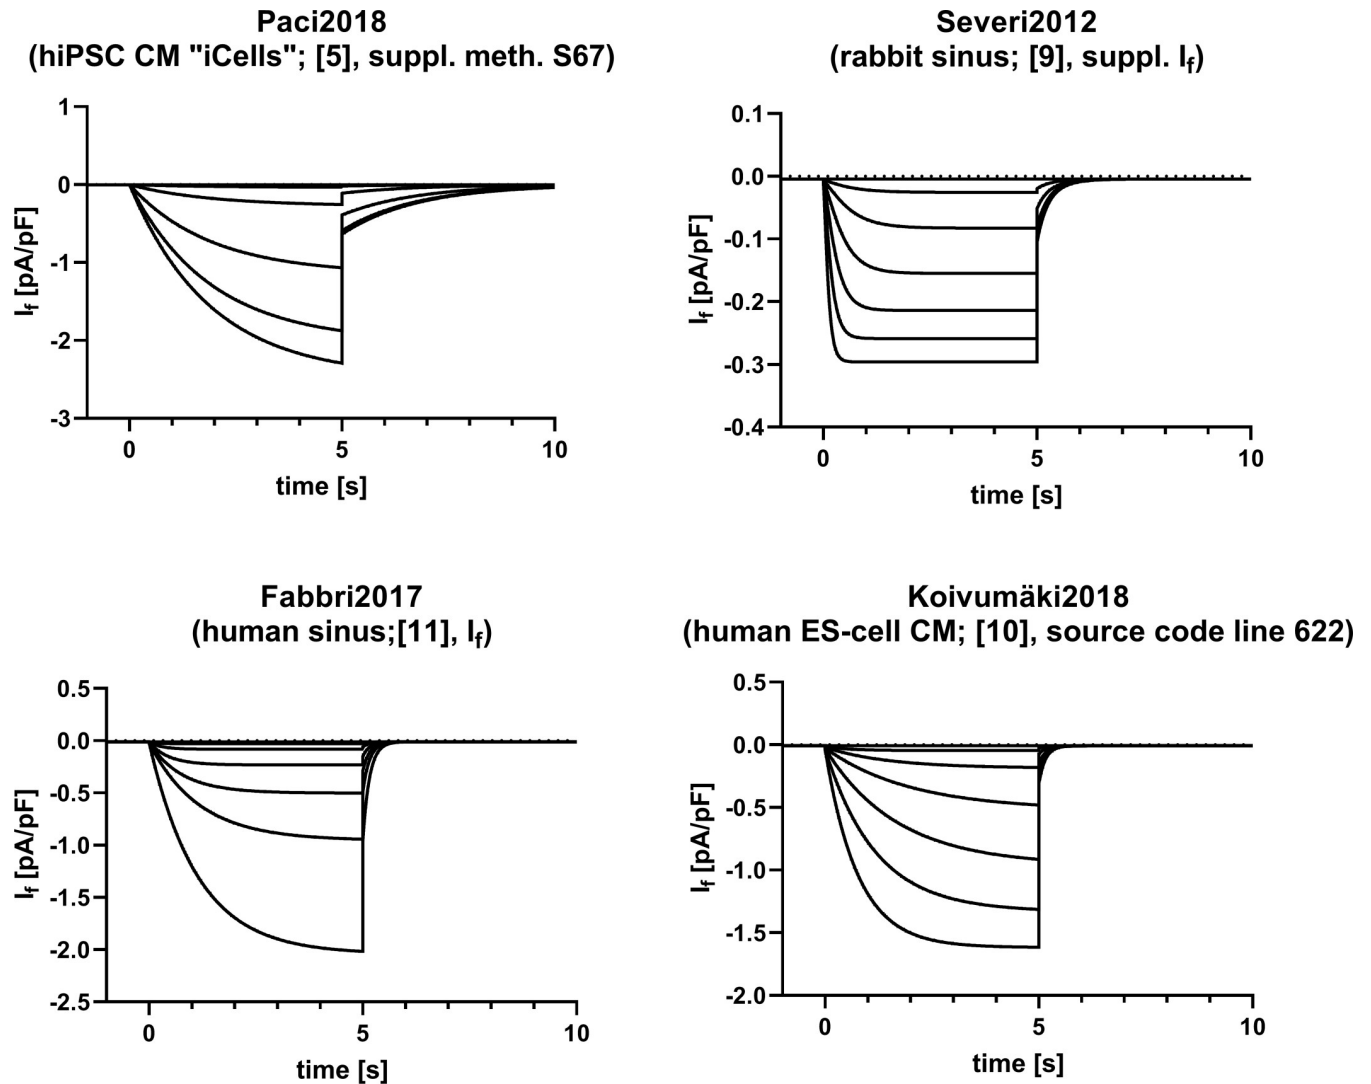 Paci2018
(hiPSC CM "iCells"; [5], suppl. meth. S67)
1
0
-1
-2
-3
If [pA/pF]
0
5
10
time [s]
Severi2012
(rabbit sinus; [9], suppl. If)
0.1
0.0
-0.1
-0.2
-0.3
-0.4
If [pA/pF]
0
5
10
time [s]
Fabbri2017
(human sinus;[11], If)
0.5
0.0
-0.5
-1.0
-1.5
-2.0
-2.5
If [pA/pF]
0
5
10
time [s]
Koivumäki2018
(human ES-cell CM; [10], source code line 622)
0.5
0.0
-0.5
-1.0
-1.5
-2.0
If [pA/pF]
0
5
10
time [s]